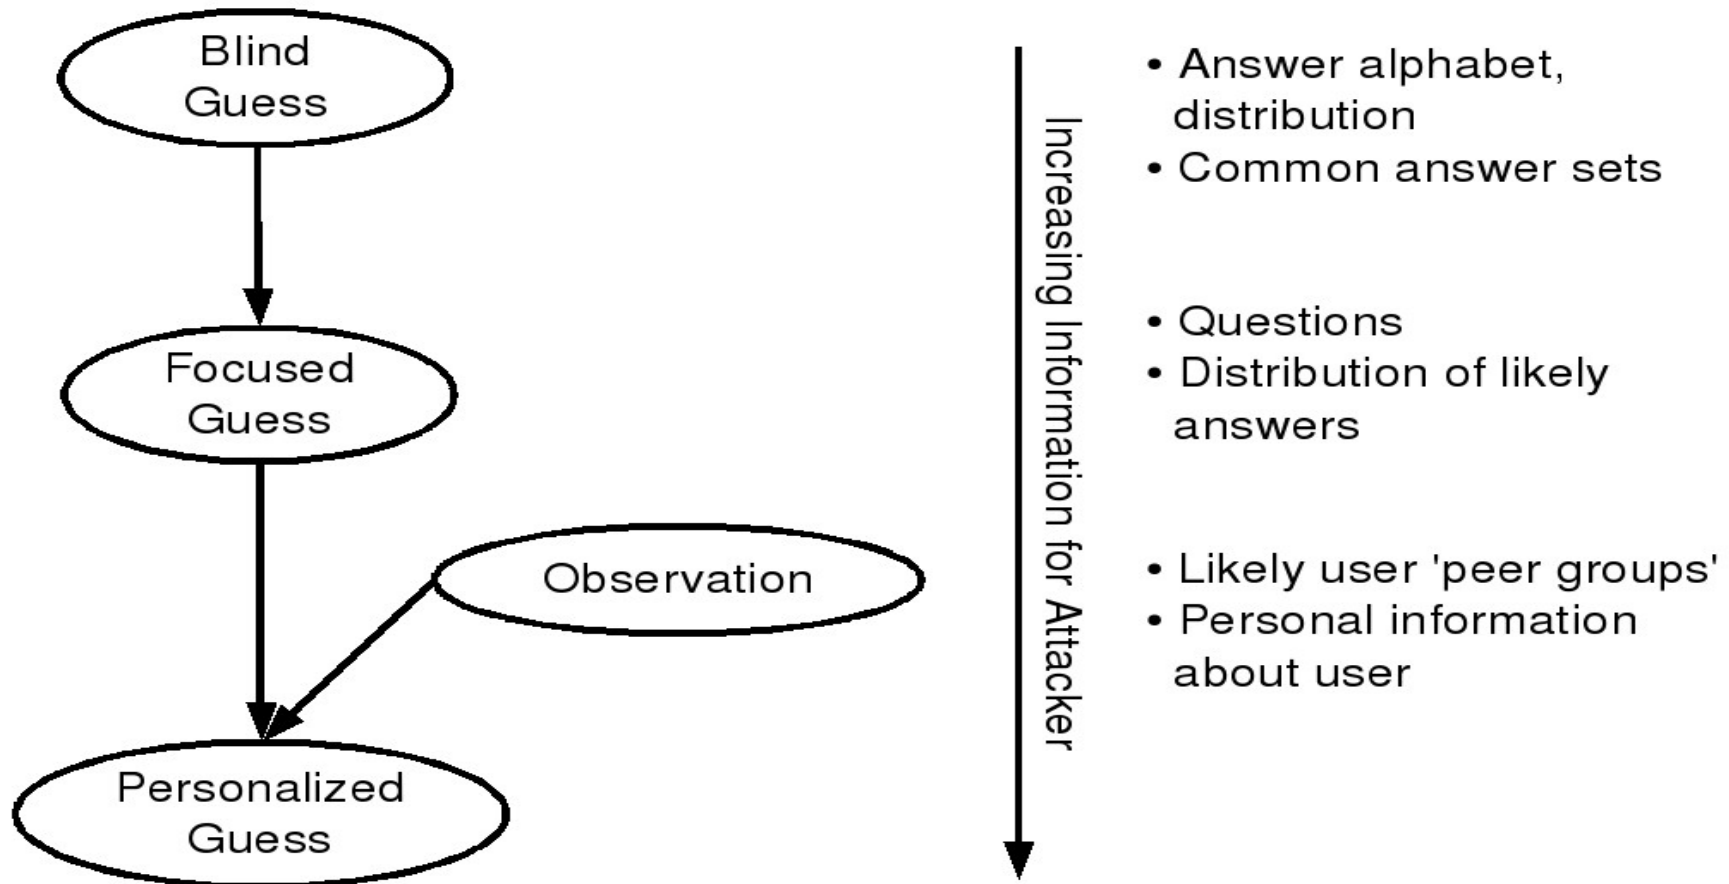 Blind
Guess
Focused
Guess
Observation
Personalized
Guess
Increasing Information for Attacker
• Answer alphabet,
distribution
• Common answer sets
• Questions
• Distribution of likely
answers
• Likely user 'peer groups'
• Personal information
about user